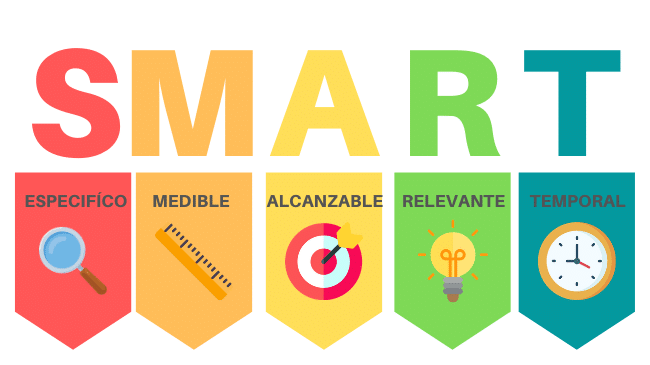 SMART
ESPECIFÍCO MEDIBLE ALCANZABLE RELEVANTE TEMPORAL